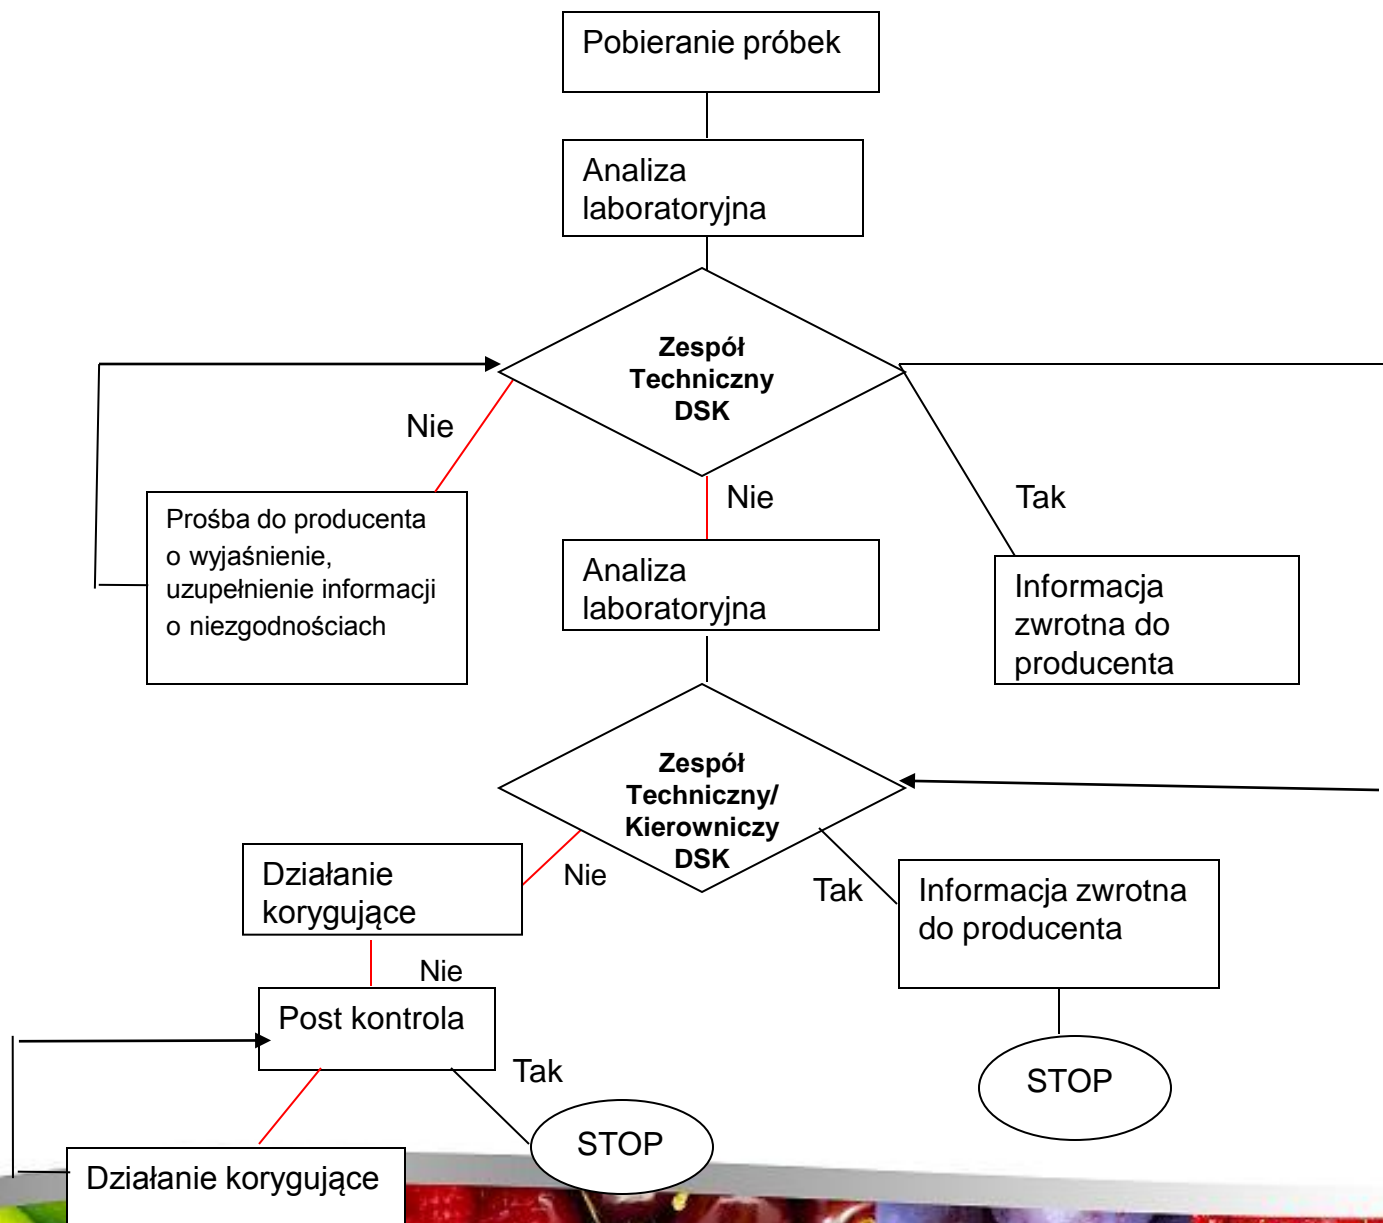 Pobieranie próbek
Analiza
laboratoryjna
Zespół
Techniczny
DSK
Nie
Nie
Tak
Prośba do producenta
o wyjaśnienie,
uzupełnienie informacji
o niezgodnościach
Analiza
laboratoryjna
Informacja
zwrotna do
producenta
Zespół
Techniczny/
Kierowniczy
DSK
Nie
Tak
Działanie
korygujące
Informacja zwrotna
do producenta
Nie
Post kontrola
Tak
STOP
STOP
Działanie korygujące